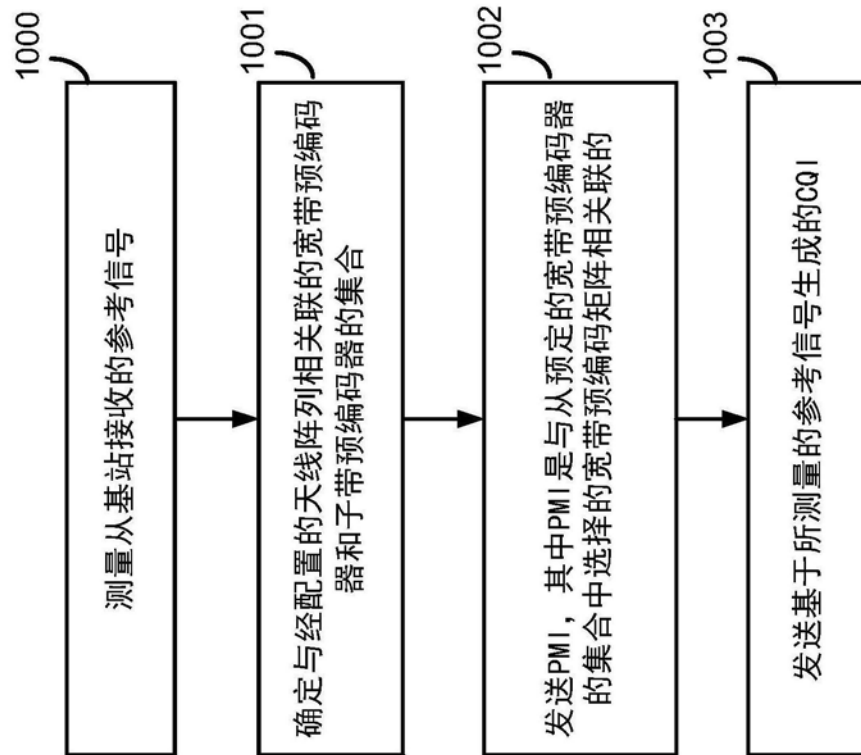 1000
测量从基站接收的参考信号
1001
确定与经配置的天线阵列相关联的宽带预编码
器和子带预编码器的集合
1002
发送PMI，其中PMI是与从预定的宽带预编码器
的集合中选择的宽带预编码矩阵相关联的
1003
发送基于所测量的参考信号生成的CQI